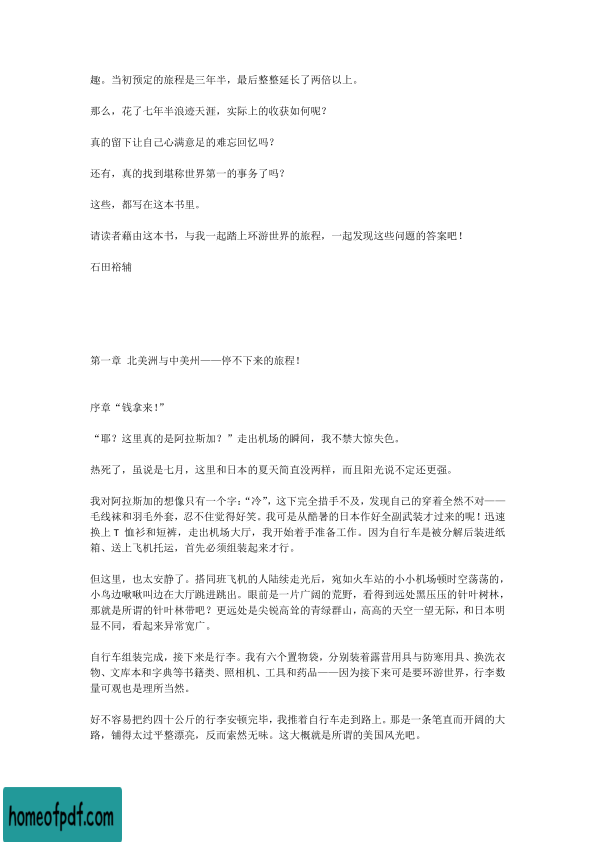 趣。当初预定的旅程是三年半，最后整整延长了两倍以上。
那么，花了七年半浪迹天涯，实际上的收获如何呢？
真的留下让自己心满意足的难忘回忆吗？
还有，真的找到堪称世界第一的事务了吗？
这些，都写在这本书里。
请读者藉由这本书，与我一起踏上环游世界的旅程，一起发现这些问题的答案吧！
石田裕辅
第一章 北美洲与中美州——停不下来的旅程！
序章“钱拿来！”
“耶？这里真的是阿拉斯加？”走出机场的瞬间，我不禁大惊失色。
热死了，虽说是七月，这里和日本的夏天简直没两样，而且阳光说不定还更强。
我对阿拉斯加的想像只有一个字：“冷”，这下完全措手不及，发现自己的穿着全然不对——
毛线袜和羽毛外套，忍不住觉得好笑。我可是从酷暑的日本作好全副武装才过来的呢！迅速
换上 T 恤衫和短裤，走出机场大厅，我开始着手准备工作。因为自行车是被分解后装进纸
箱、送上飞机托运，首先必须组装起来才行。
但这里，也太安静了。搭同班飞机的人陆续走光后，宛如火车站的小小机场顿时空荡荡的，
小鸟边啾啾叫边在大厅跳进跳出。眼前是一片广阔的荒野，看得到远处黑压压的针叶树林，
那就是所谓的针叶林带吧？更远处是尖锐高耸的青绿群山，高高的天空一望无际，和日本明
显不同，看起来异常宽广。
自行车组装完成，接下来是行李。我有六个置物袋，分别装着露营用具与防寒用具、换洗衣
物、文库本和字典等书籍类、照相机、工具和药品——因为接下来可是要环游世界，行李数
量可观也是理所当然。
好不容易把约四十公斤的行李安顿完毕，我推着自行车走到路上。那是一条笔直而开阔的大
路，铺得太过平整漂亮，反而索然无味。这大概就是所谓的美国风光吧。
homeofpdf.com